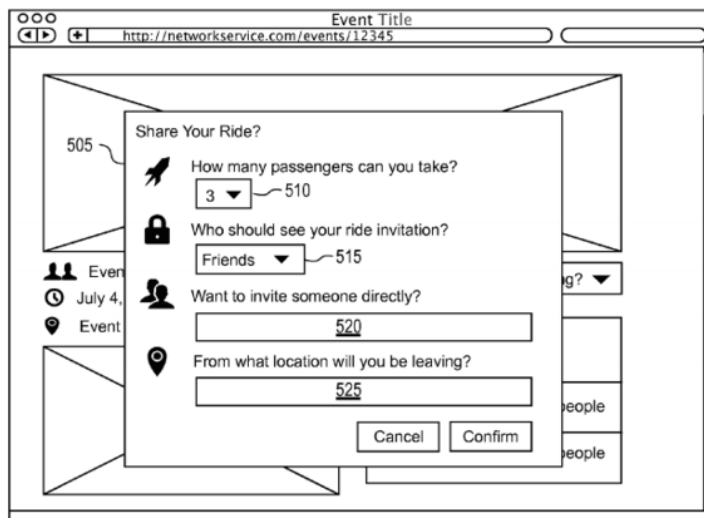 Event Title
http://networkservice.com/events/12345
Share Your Ride?
505
How many passengers can you take?
3
510
Who should see your ride invitation?
Friends
515
Even
g?
July 4,
Want to invite someone directly?
Event
520
From what location will you be leaving?
525
people
Cancel
Confirm
people